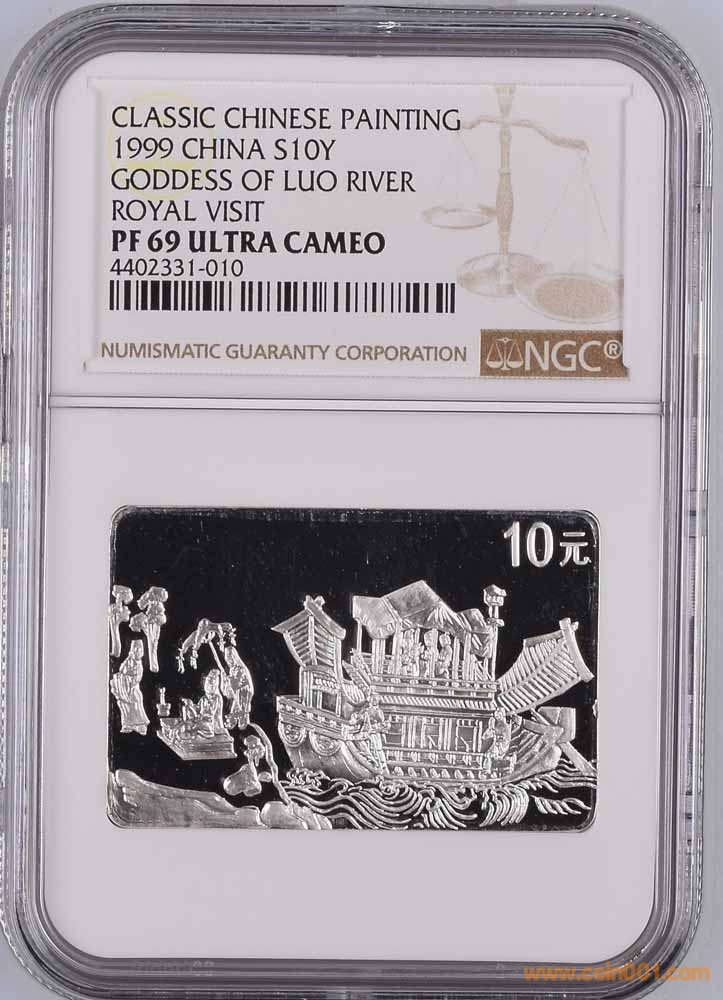 CLASSIC CHINESE PAINTING
1999 CHINA S10Y
GODDESS OF LUO RIVER
ROYAL VISIT
PF 69 ULTRA CAMEO
4402331-010
NUMISMATIC GUARANTY CORPORATION
NGC®
10元
www.coin001.com